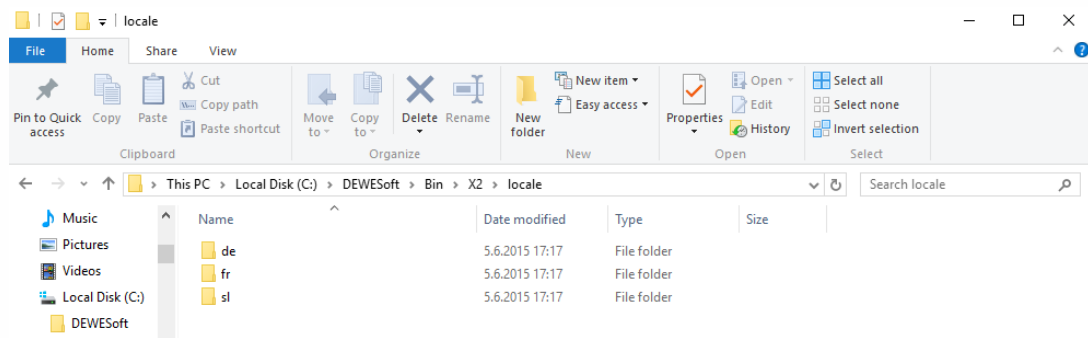 locale
File Home Share View
Pin to Quick access Copy Paste Cut Copy path Paste shortcut Move to Copy to Delete Rename New folder New item Easy access Properties Open Edit History Select all Select none Invert selection
Clipboard Organize New Open Select
This PC > Local Disk (C:) > DEWESoft > Bin > X2 > locale Search locale
Music Name Date modified Type Size
Pictures de 5.6.2015 17:17 File folder
Videos fr 5.6.2015 17:17 File folder
Local Disk (C:) sl 5.6.2015 17:17 File folder
DEWESoft